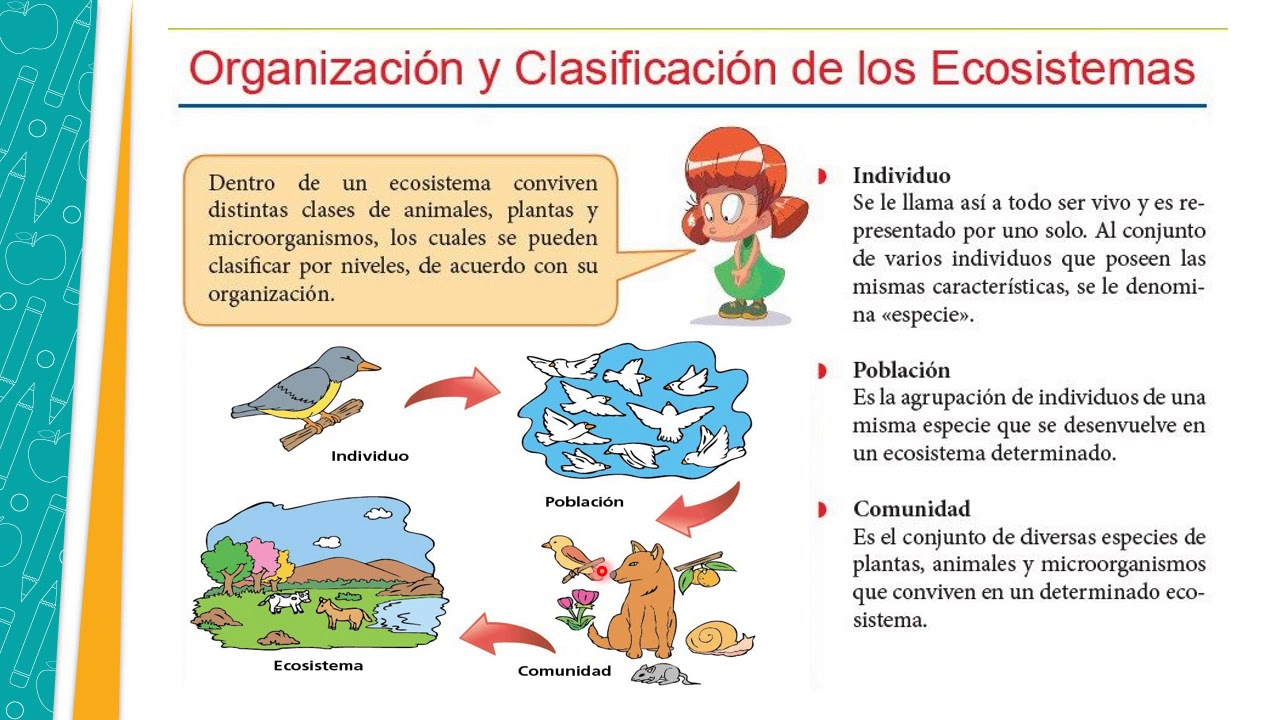 Organización y Clasificación de los Ecosistemas
Dentro de un ecosistema conviven
distintas clases de animales, plantas y
microorganismos, los cuales se pueden
clasificar por niveles, de acuerdo con su
organización.
Individuo
Población
Comunidad
Ecosistema
Individuo
Se le llama así a todo ser vivo y es re-
presentado por uno solo. Al conjunto
de varios individuos que poseen las
mismas características, se le denomi-
na «especie».
Población
Es la agrupación de individuos de una
misma especie que se desenvuelve en
un ecosistema determinado.
Comunidad
Es el conjunto de diversas especies de
plantas, animales y microorganismos
que conviven en un determinado eco-
sistema.